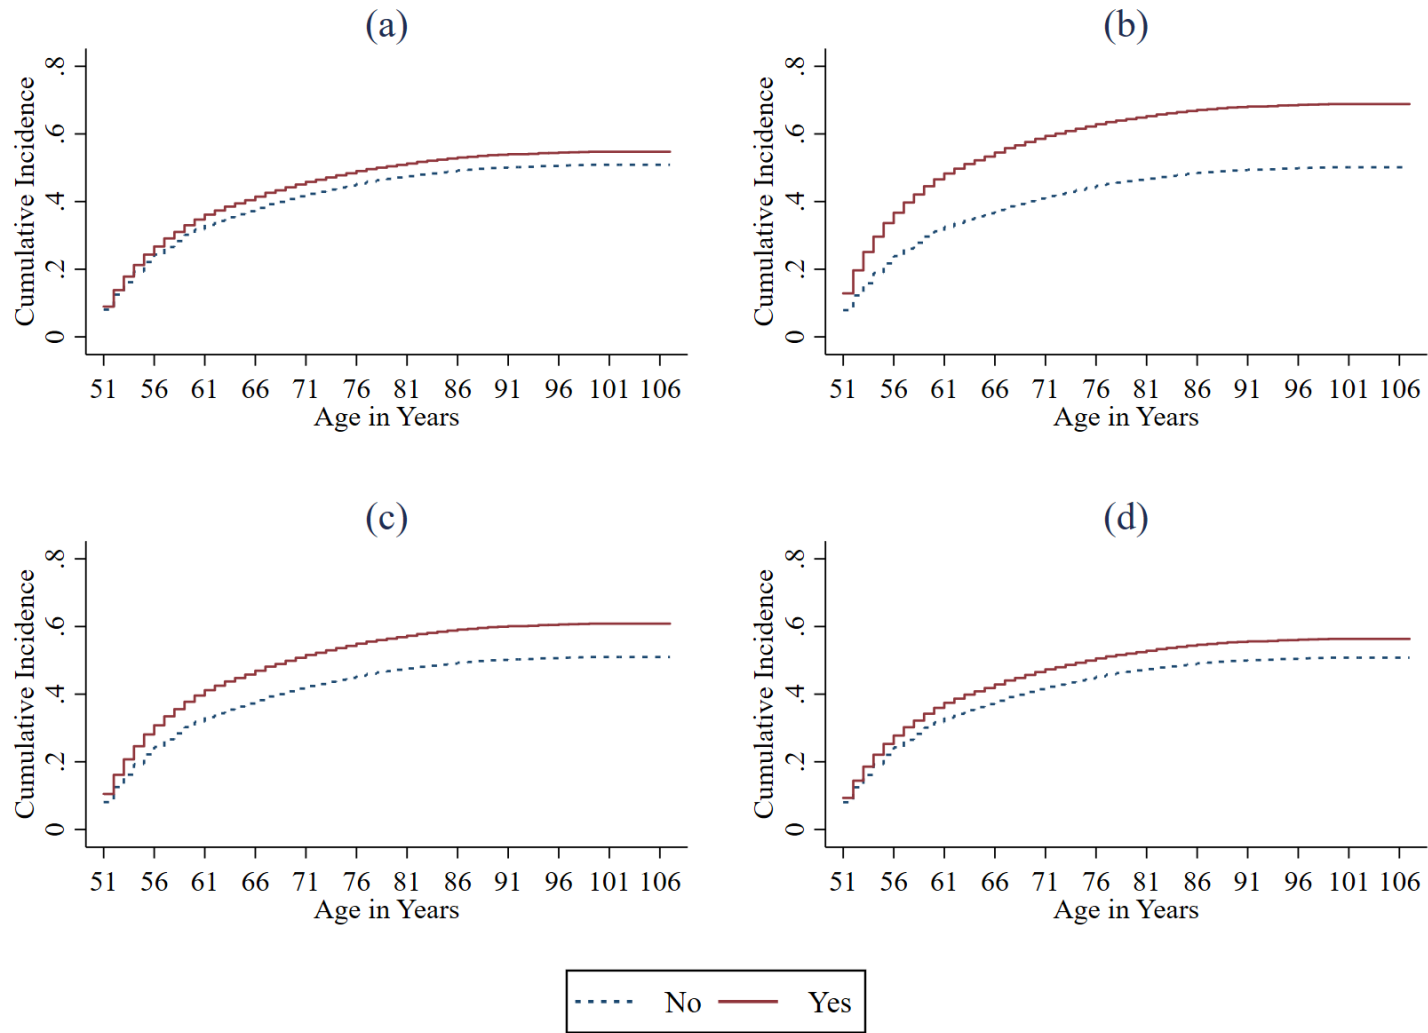 (a)
Cumulative Incidence
.8
.6
.4
.2
0
51 56 61 66 71 76 81 86 91 96 101 106
Age in Years
(b)
Cumulative Incidence
.8
.6
.4
.2
0
51 56 61 66 71 76 81 86 91 96 101 106
Age in Years
(c)
Cumulative Incidence
.8
.6
.4
.2
0
51 56 61 66 71 76 81 86 91 96 101 106
Age in Years
(d)
Cumulative Incidence
.8
.6
.4
.2
0
51 56 61 66 71 76 81 86 91 96 101 106
Age in Years
No Yes